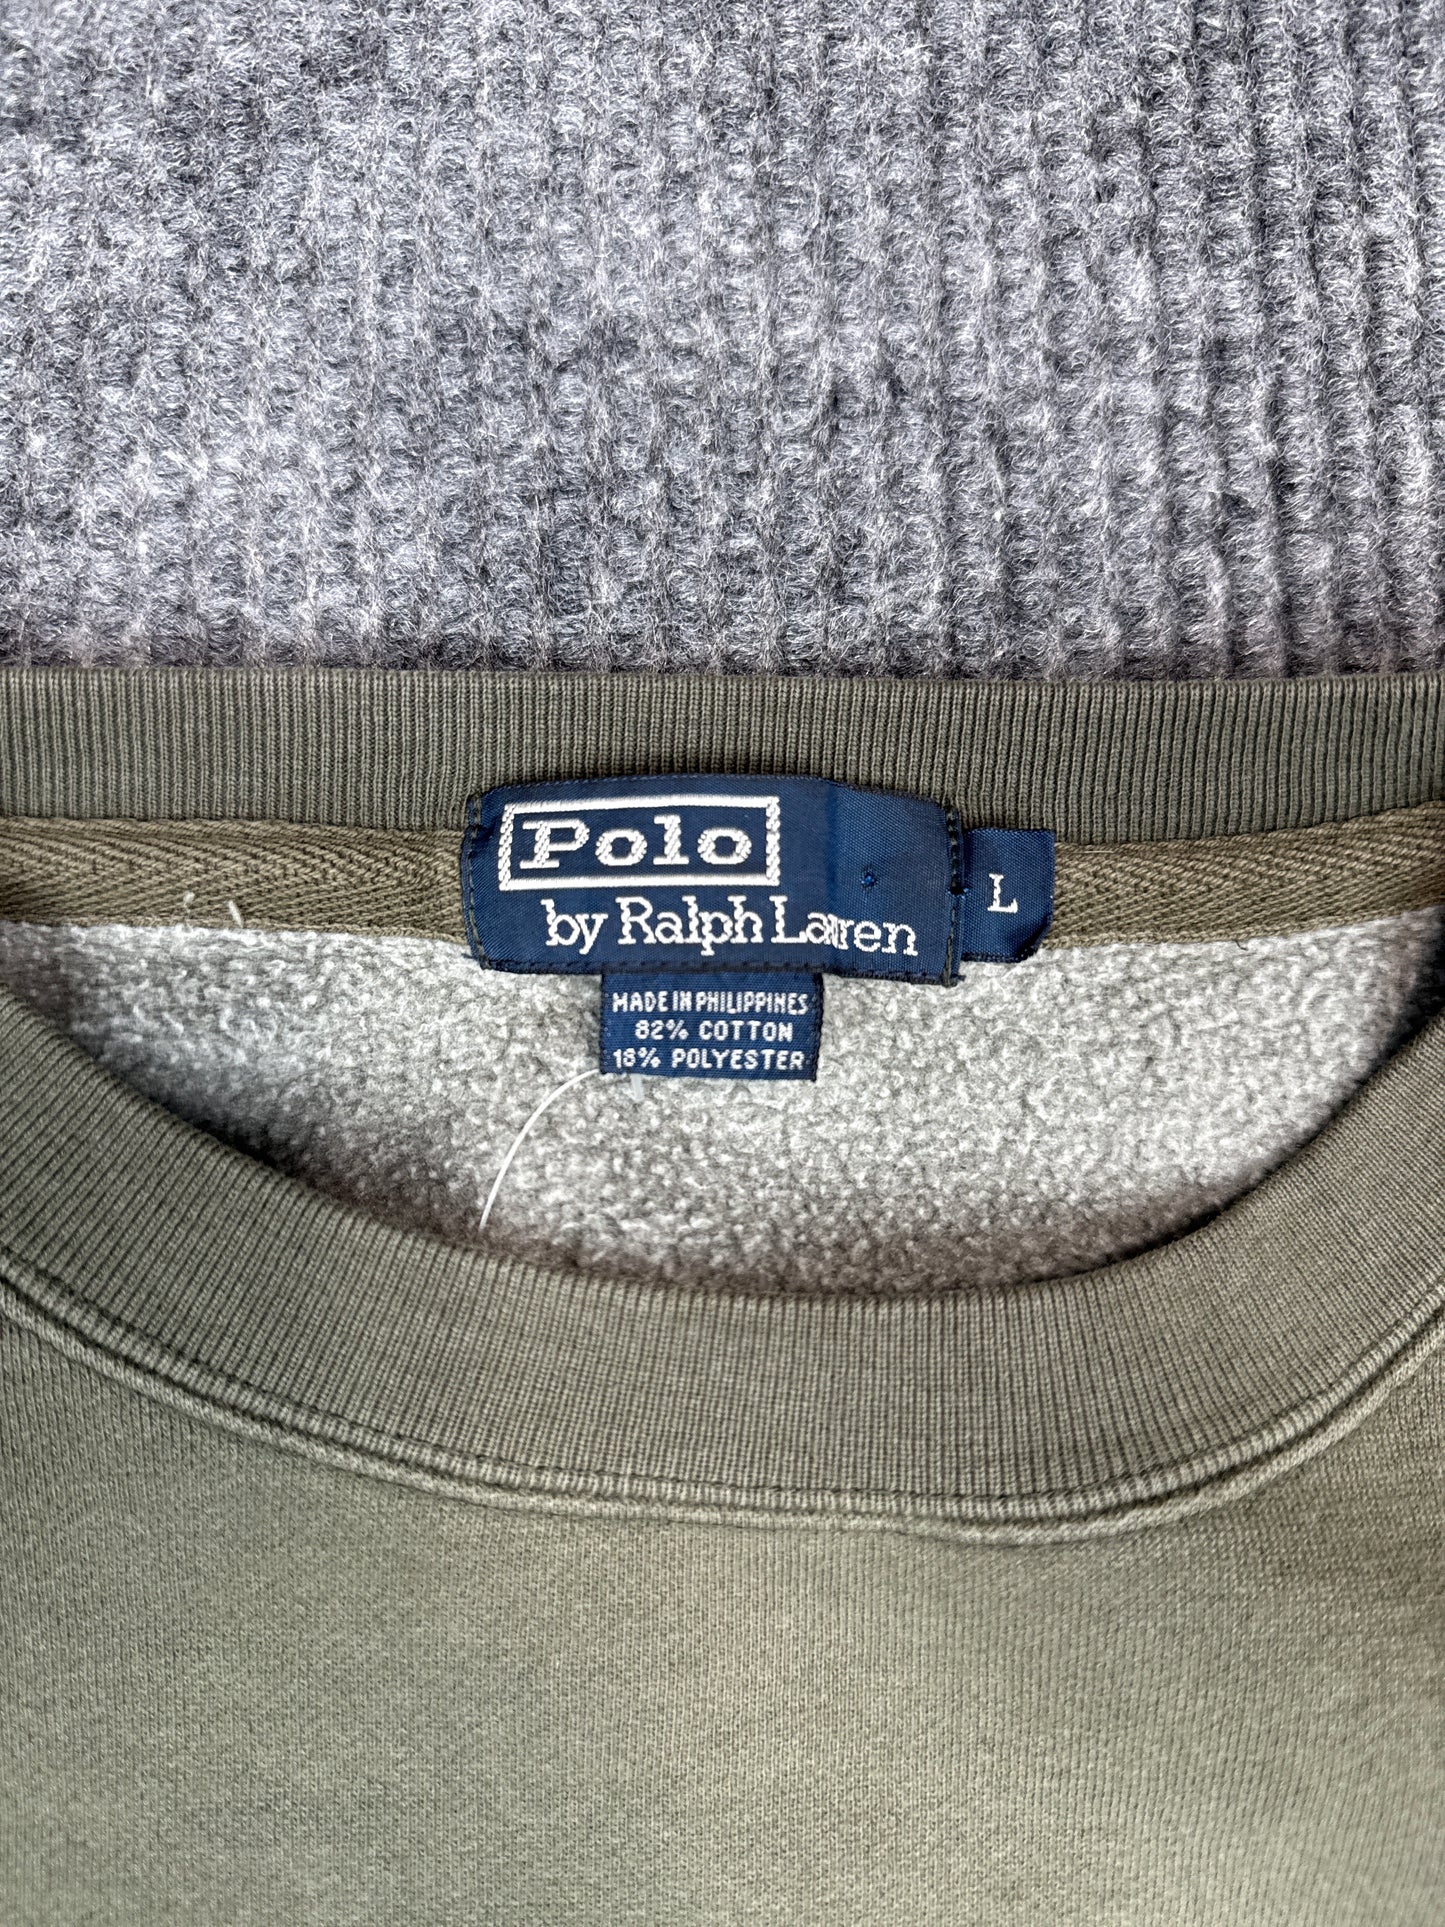 Polo
by Ralph Lauren
L
MADE IN PHILIPPINES
82% COTTON
18% POLYESTER